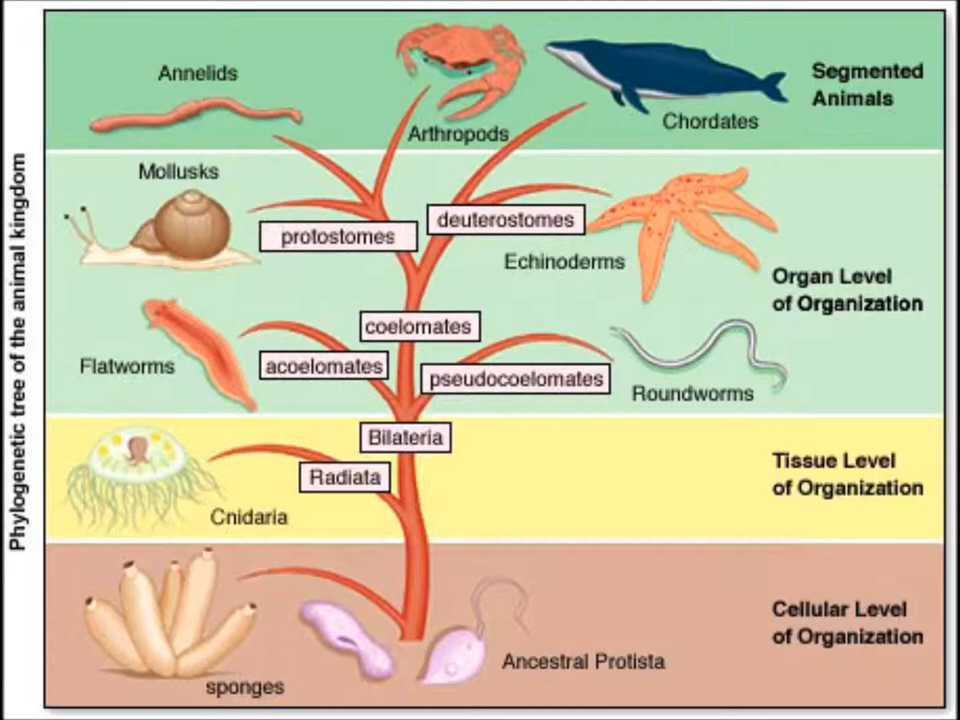 Phylogenetic tree of the animal kingdom
Annelids
Arthropods
Chordates
Segmented
Animals
Mollusks
protostomes
deuterostomes
Echinoderms
Organ Level
of Organization
coelomates
Flatworms
acoelomates
pseudocoelomates
Roundworms
Bilateria
Radiata
Cnidaria
Tissue Level
of Organization
Cellular Level
of Organization
Ancestral Protista
sponges